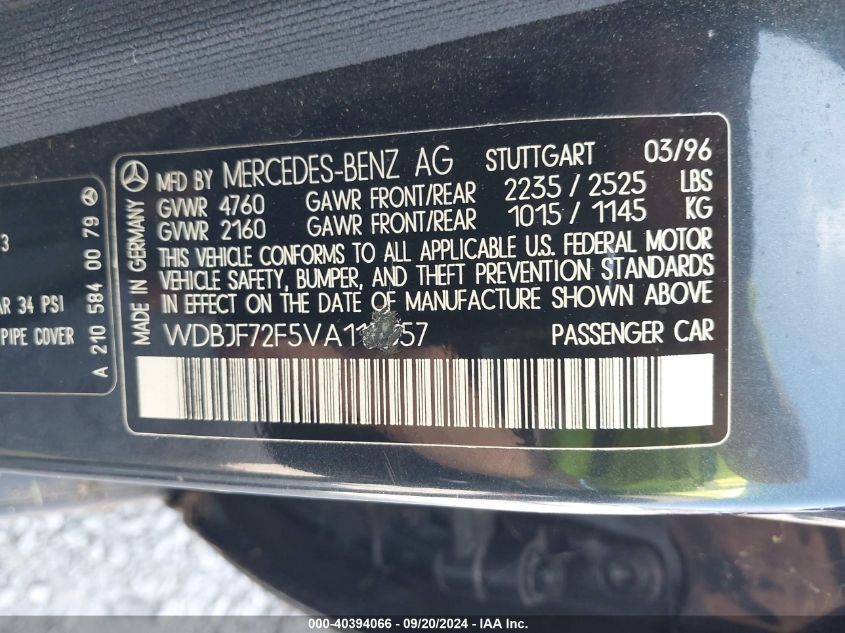 MFD BY MERCEDES-BENZ AG STUTTGART 03/96
GVWR 4760 GAWR FRONT/REAR 2235 / 2525 LBS
GVWR 2160 GAWR FRONT/REAR 1015 / 1145 KG
THIS VEHICLE CONFORMS TO ALL APPLICABLE U.S. FEDERAL MOTOR
VEHICLE SAFETY, BUMPER, AND THEFT PREVENTION STANDARDS
IN EFFECT ON THE DATE OF MANUFACTURE SHOWN ABOVE
PASSENGER CAR
MADE IN GERMANY
3
AR 34 PSI
PIPE COVER
A 210 584 00 79
000-40394066 - 09/20/2024 - IAA Inc.